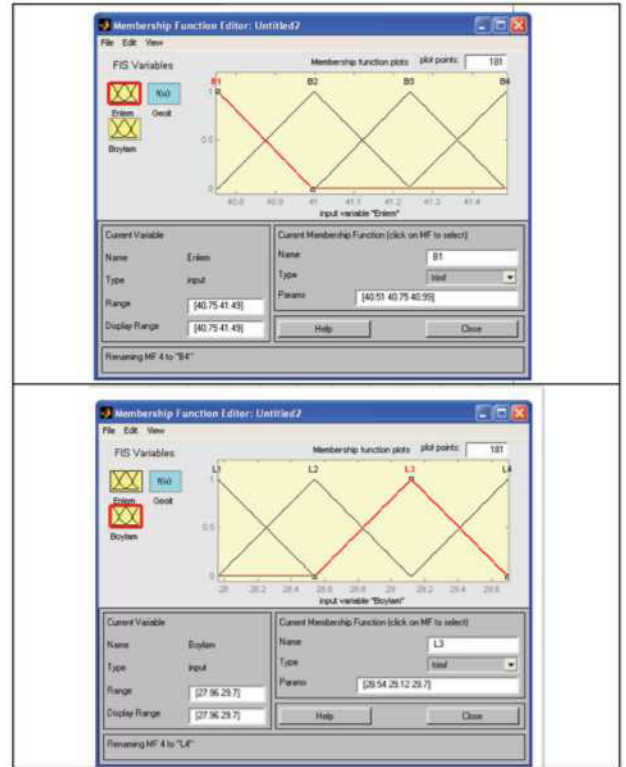 Membership Function Editor: Untitled2
File Edit View
FIS Variables
Membership function plots plot points: 181
f(u)
Enlem Geoit
Boylam
B1 B2 B3 B4
1
0.5
0
40.8 40.9 41 41.1 41.2 41.3 41.4
input variable "Enlem"
Current Variable
Name Enlem
Type input
Range [40.75 41.49]
Display Range [40.75 41.49]
Current Membership Function (click on MF to select)
Name B1
Type trimf
Params [40.51 40.75 40.99]
Help Close
Renaming MF 4 to "B4"
Membership Function Editor: Untitled2
File Edit View
FIS Variables
Membership function plots plot points: 181
f(u)
Enlem Geoit
Boylam
L1 L2 L3 L4
1
0.5
0
28 28.2 28.4 28.6 28.8 29 29.2 29.4 29.6
input variable "Boylam"
Current Variable
Name Boylam
Type input
Range [27.96 29.7]
Display Range [27.96 29.7]
Current Membership Function (click on MF to select)
Name L3
Type trimf
Params [28.54 29.12 29.7]
Help Close
Renaming MF 4 to "L4"